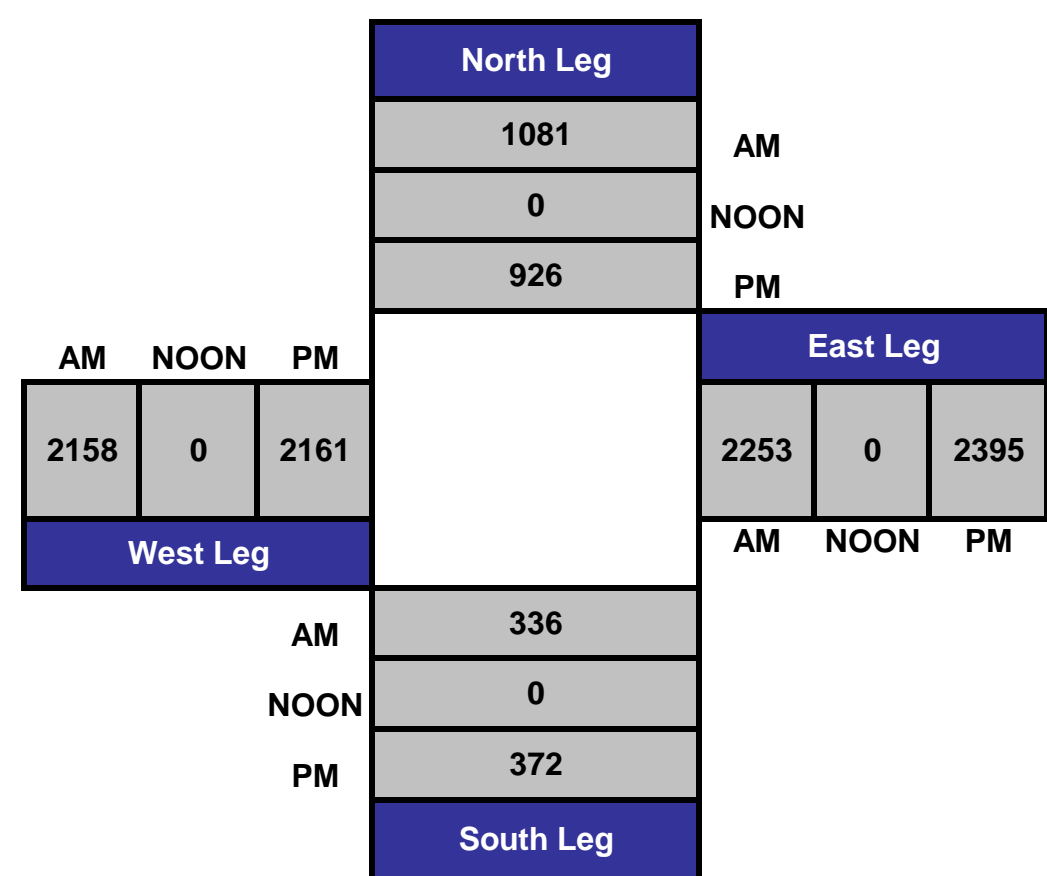 North Leg
1081 AM
0 NOON
926 PM
East Leg
AM NOON PM
2158 0 2161
2253 0 2395
West Leg
AM NOON PM
AM 336
NOON 0
PM 372
South Leg